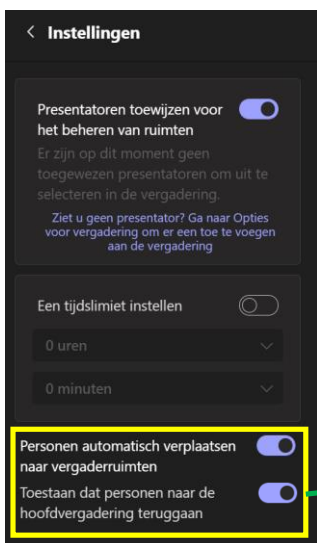 Instellingen
Presentatoren toewijzen voor
het beheren van ruimten
Er zijn op dit moment geen
toegewezen presentatoren om uit te
selecteren in de vergadering.
Ziet u geen presentator? Ga naar Opties
voor vergadering om er een toe te voegen
aan de vergadering
Een tijdslimiet instellen
0 uren
0 minuten
Personen automatisch verplaatsen
naar vergaderruimten
Toestaan dat personen naar de
hoofdvergadering teruggaan